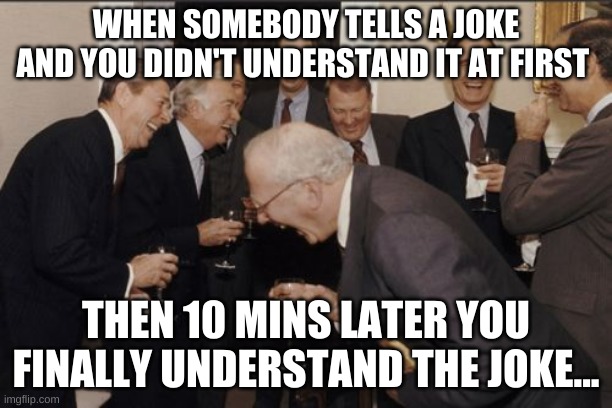 WHEN SOMEBODY TELLS A JOKE
AND YOU DIDN'T UNDERSTAND IT AT FIRST
THEN 10 MINS LATER YOU
FINALLY UNDERSTAND THE JOKE...
imgflip.com